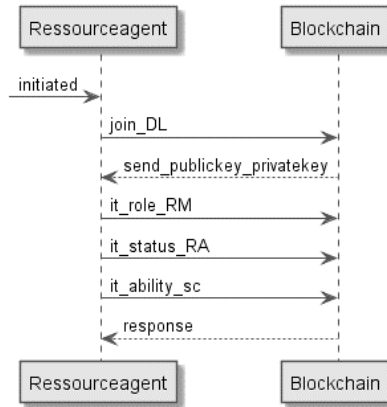 Ressourceagent Blockchain
initiated
join_DL
send_publickey_privatekey
it_role_RM
it_status_RA
it_ability_sc
response
Ressourceagent Blockchain